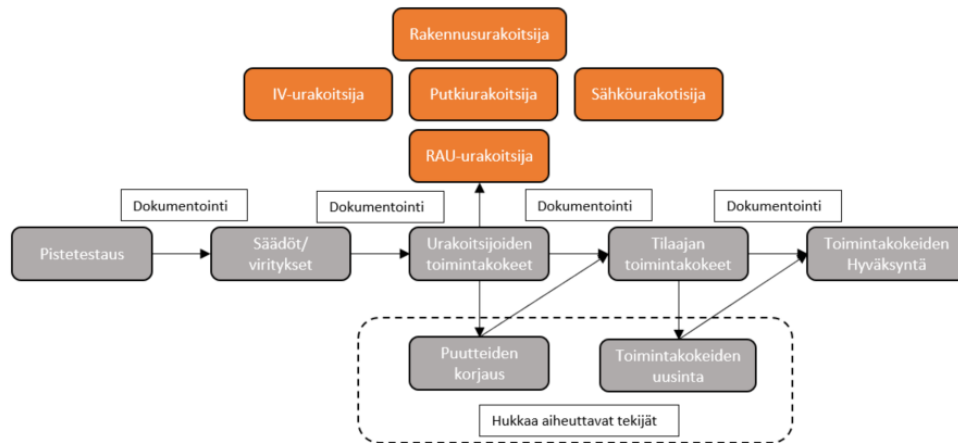 Rakennusurakoitsija
IV-urakoitsija
Putkiurakoitsija
Sähköurakotisija
RAU-urakoitsija
Dokumentointi
Dokumentointi
Dokumentointi
Dokumentointi
Pistetestaus
Säädöt/
viritykset
Urakoitsijoiden
toimintakokeet
Tilaajan
toimintakokeet
Toimintakokeiden
Hyväksyntä
Puutteiden
korjaus
Toimintakokeiden
uusinta
Hukkaa aiheuttavat tekijät